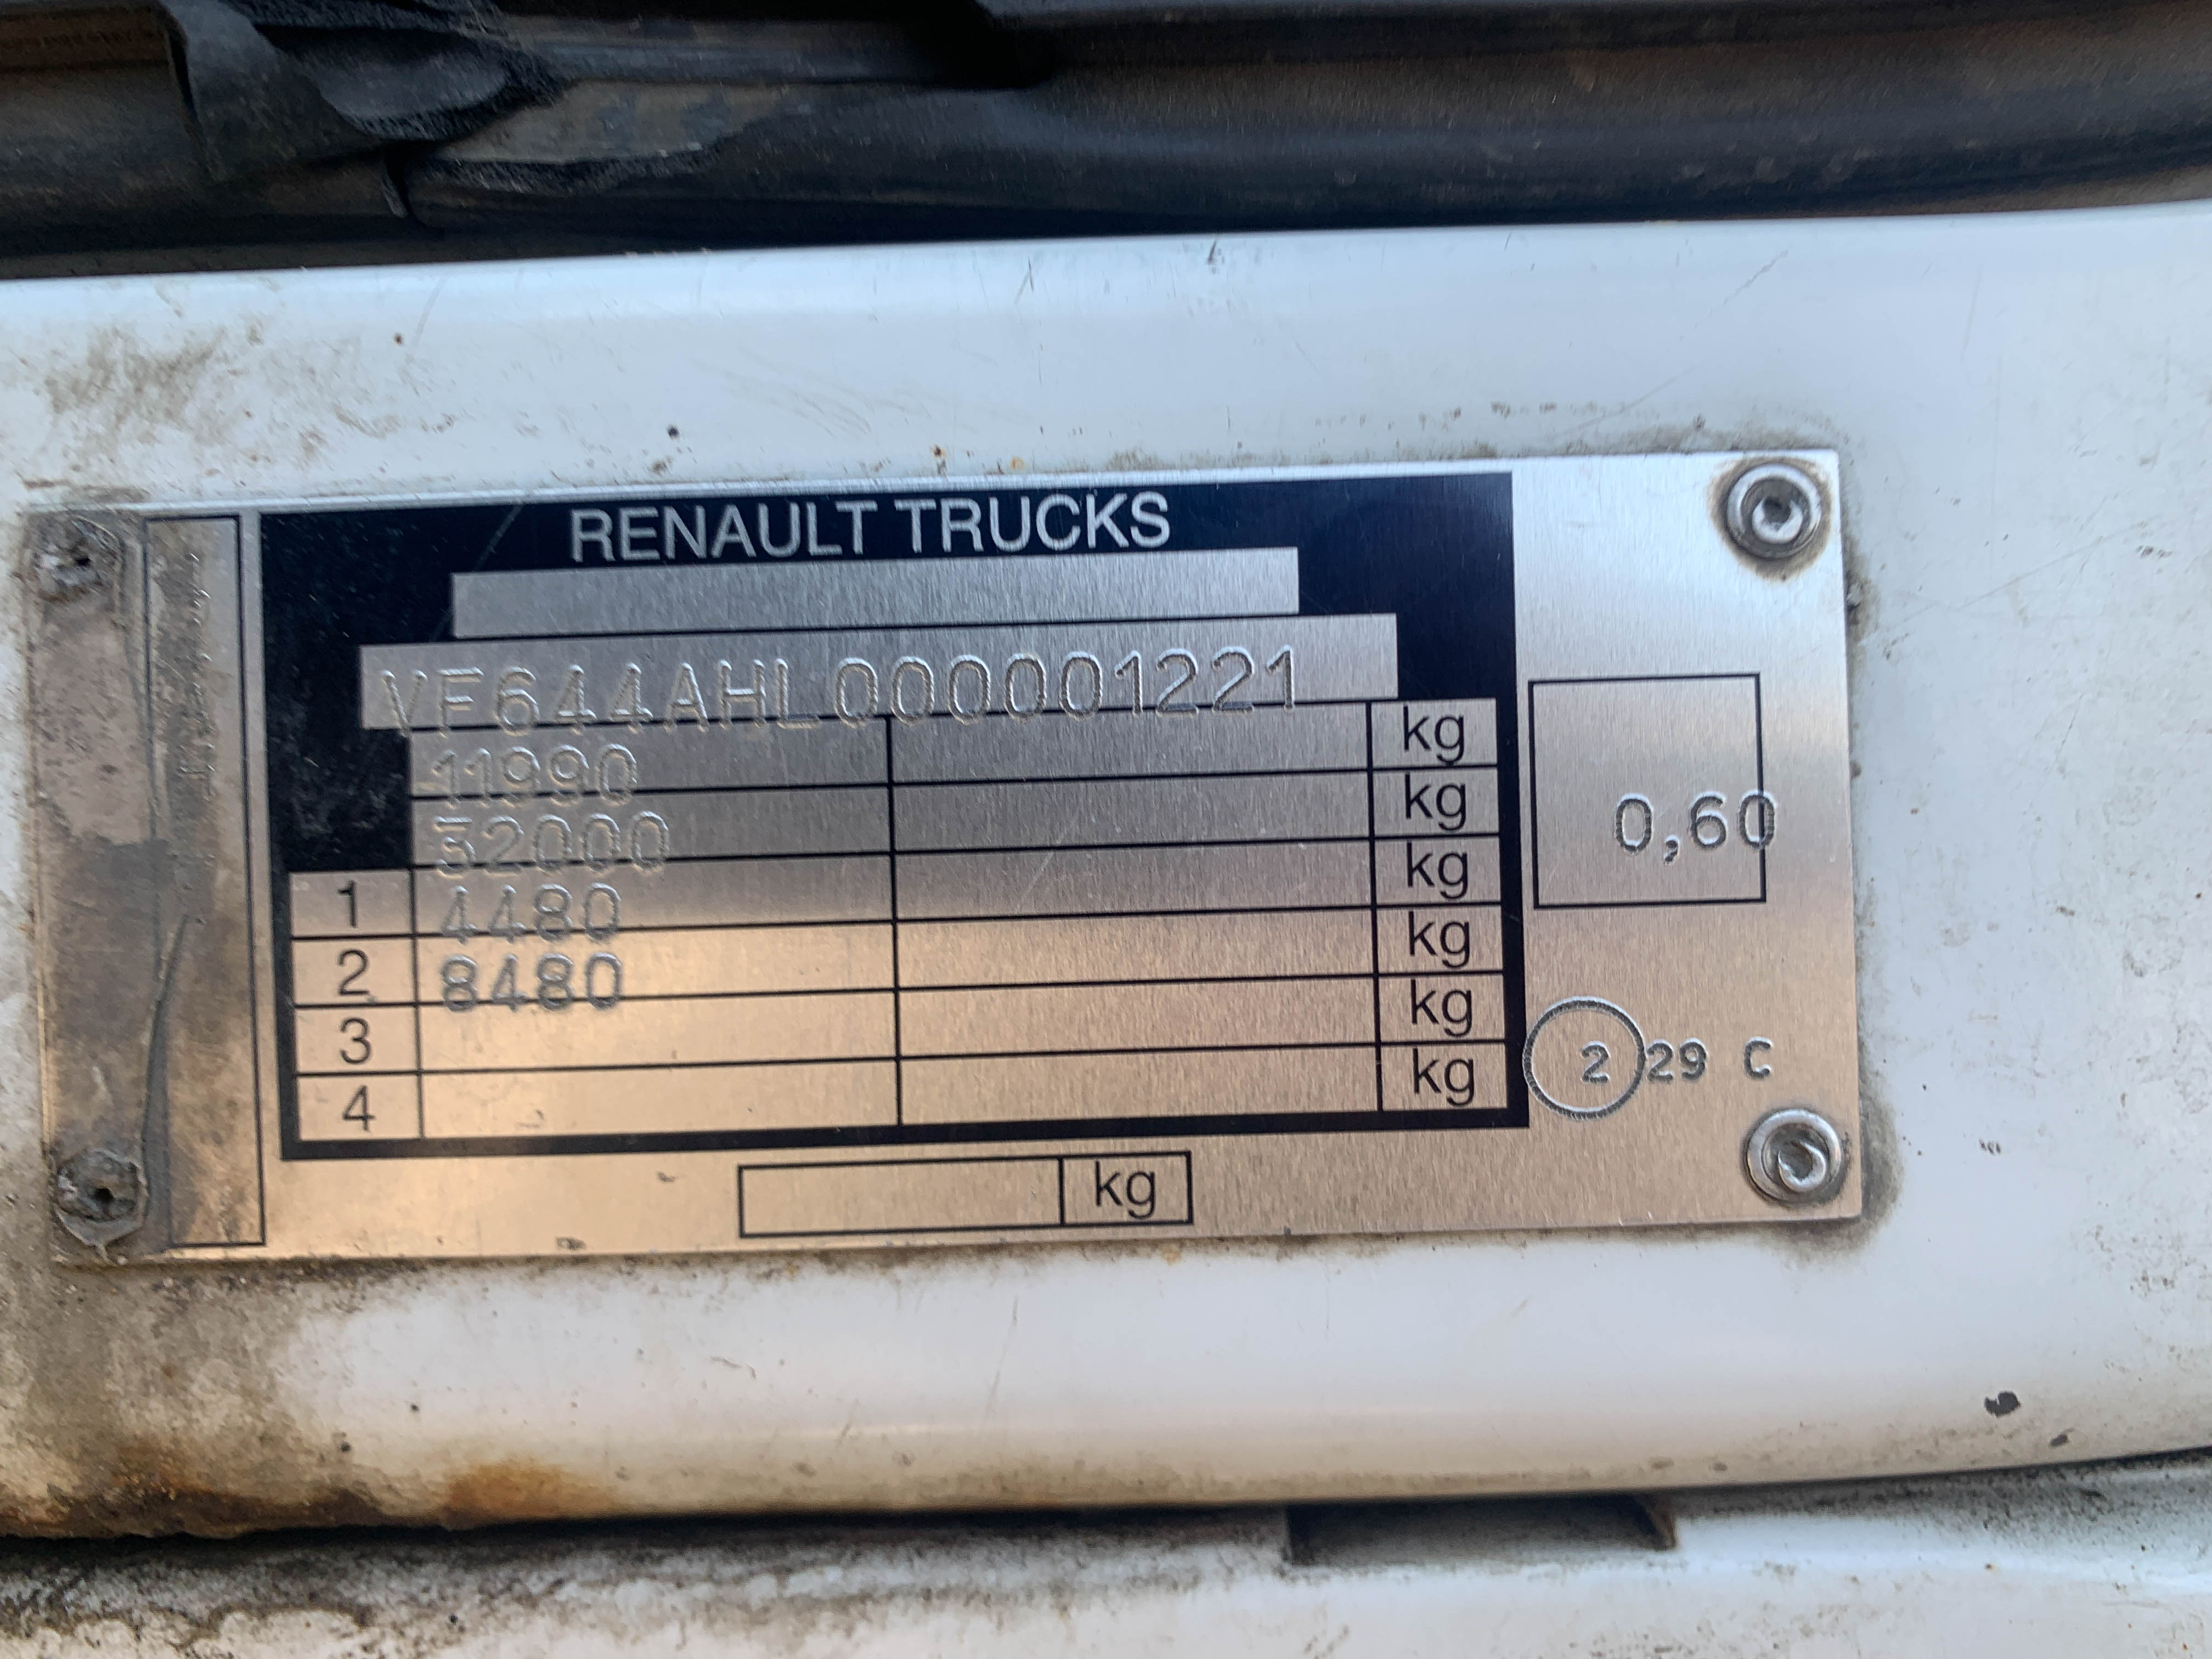 RENAULT TRUCKS
VF644AHL000001221
11990 kg
32000 kg
1 4480 kg
2 8480 kg
3 kg
4 kg
0,60
2 29 C
kg